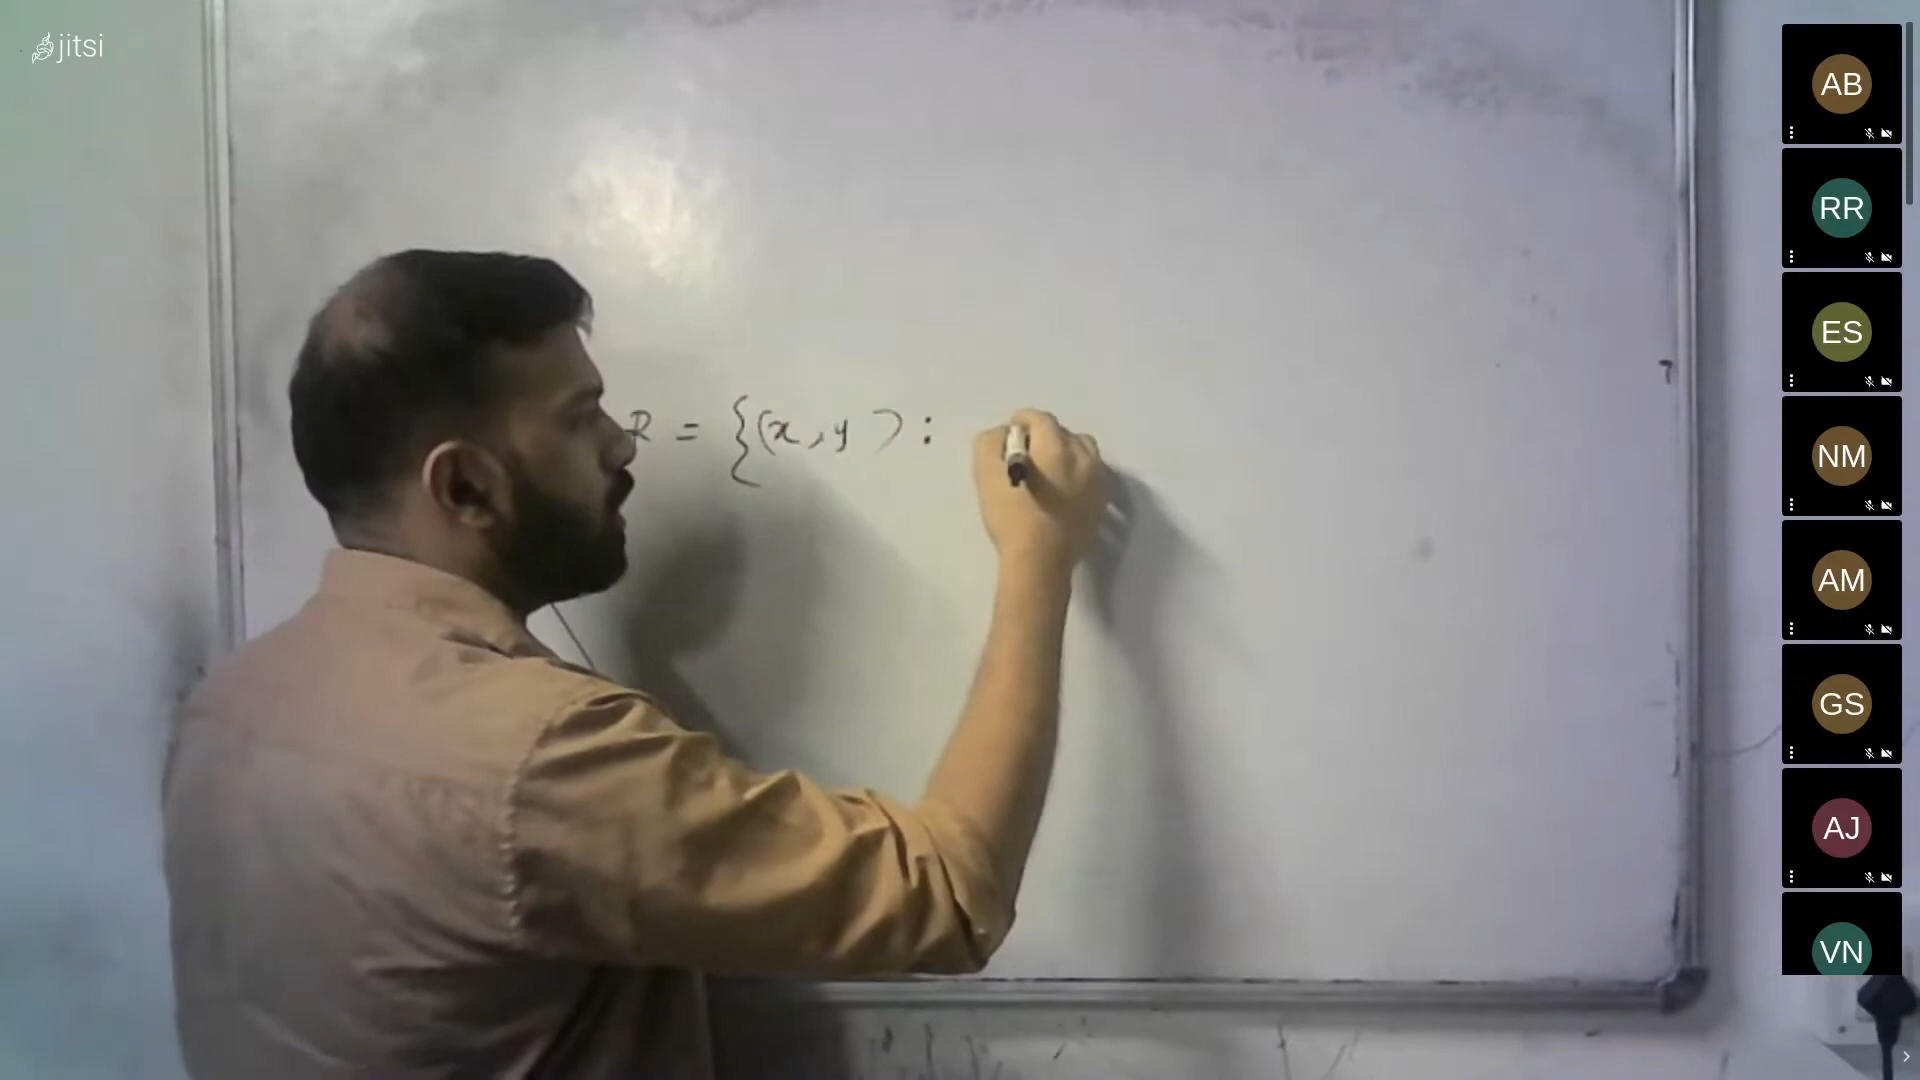 jitsi
R = {(x, y) :
AB
RR
ES
NM
AM
GS
AJ
VN